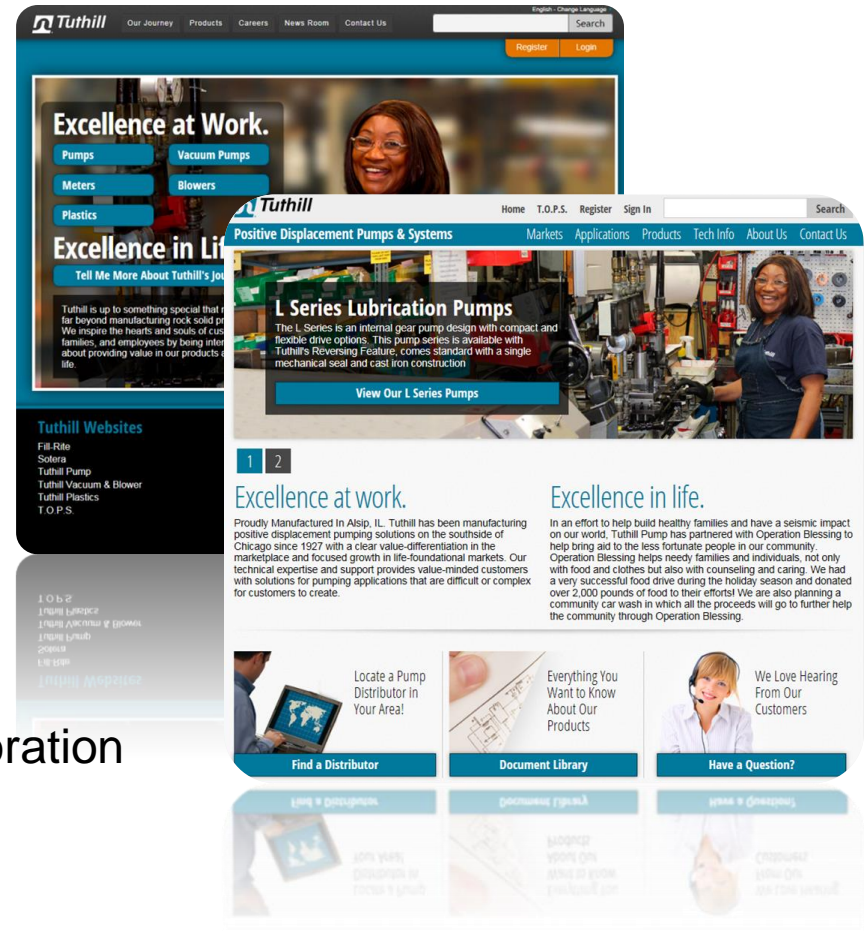 English - Change Language
Tuthill
Our Journey Products Careers News Room Contact Us
Search
Register Login
Excellence at Work.
Pumps Vacuum Pumps
Meters Blowers
Plastics
Excellence in Lif
Tell Me More About Tuthill's Jou
Tuthill is up to something special that r
far beyond manufacturing rock solid pr
We inspire the hearts and souls of cus
families, and employees by being inter
about providing value in our products a
life.
Tuthill Websites
Fill-Rite
Sotera
Tuthill Pump
Tuthill Vacuum & Blower
Tuthill Plastics
T.O.P.S.
oration
Tuthill
Home T.O.P.S. Register Sign In
Search
Positive Displacement Pumps & Systems
Markets Applications Products Tech Info About Us Contact Us
L Series Lubrication Pumps
The L Series is an internal gear pump design with compact and
flexible drive options. This pump series is available with
Tuthill's Reversing Feature, comes standard with a single
mechanical seal and cast iron construction
View Our L Series Pumps
1 2
Excellence at work.
Proudly Manufactured In Alsip, IL. Tuthill has been manufacturing
positive displacement pumping solutions on the southside of
Chicago since 1927 with a clear value-differentiation in the
marketplace and focused growth in life-foundational markets. Our
technical expertise and support provides value-minded customers
with solutions for pumping applications that are difficult or complex
for customers to create.
Excellence in life.
In an effort to help build healthy families and have a seismic impact
on our world, Tuthill Pump has partnered with Operation Blessing to
help bring aid to the less fortunate people in our community.
Operation Blessing helps needy families and individuals, not only
with food and clothes but also with counseling and caring. We had
a very successful food drive during the holiday season and donated
over 2,000 pounds of food to their efforts! We are also planning a
community car wash in which all the proceeds will go to further help
the community through Operation Blessing.
Locate a Pump
Distributor in
Your Area!
Find a Distributor
Everything You
Want to Know
About Our
Products
Document Library
We Love Hearing
From Our
Customers
Have a Question?